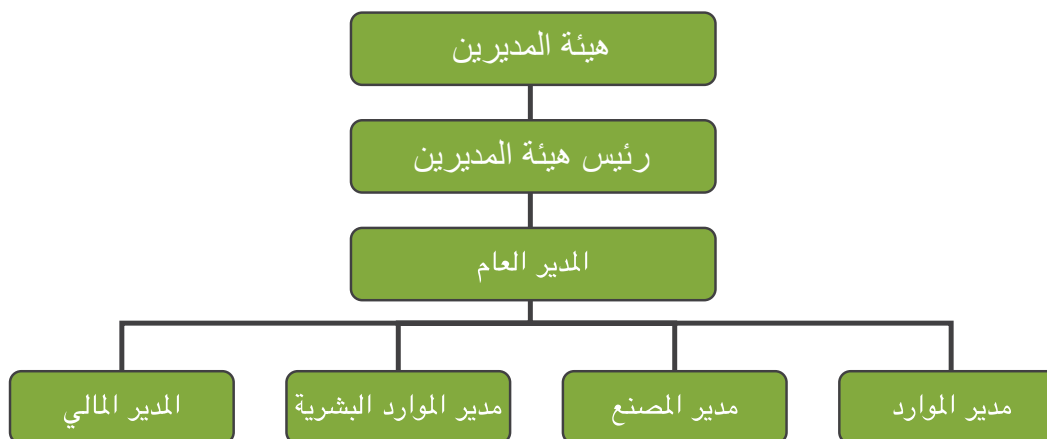 هيئة المديرين
رئيس هيئة المديرين
المدير العام
مدير الموارد
مدير المصنع
مدير الموارد البشرية
المدير المالي